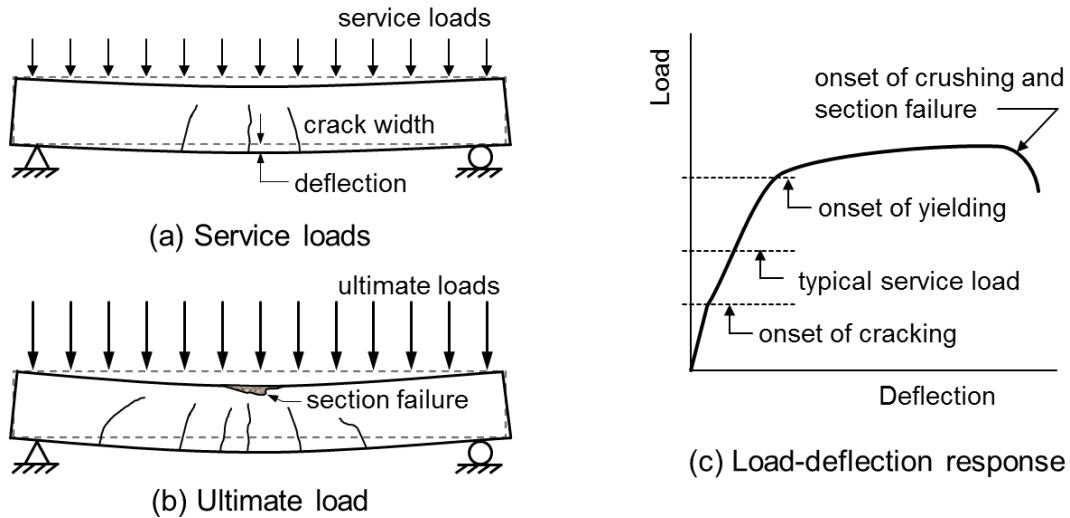 service loads
crack width
deflection
(a) Service loads
ultimate loads
section failure
(b) Ultimate load
Load
onset of crushing and
section failure
onset of yielding
typical service load
onset of cracking
Deflection
(c) Load-deflection response